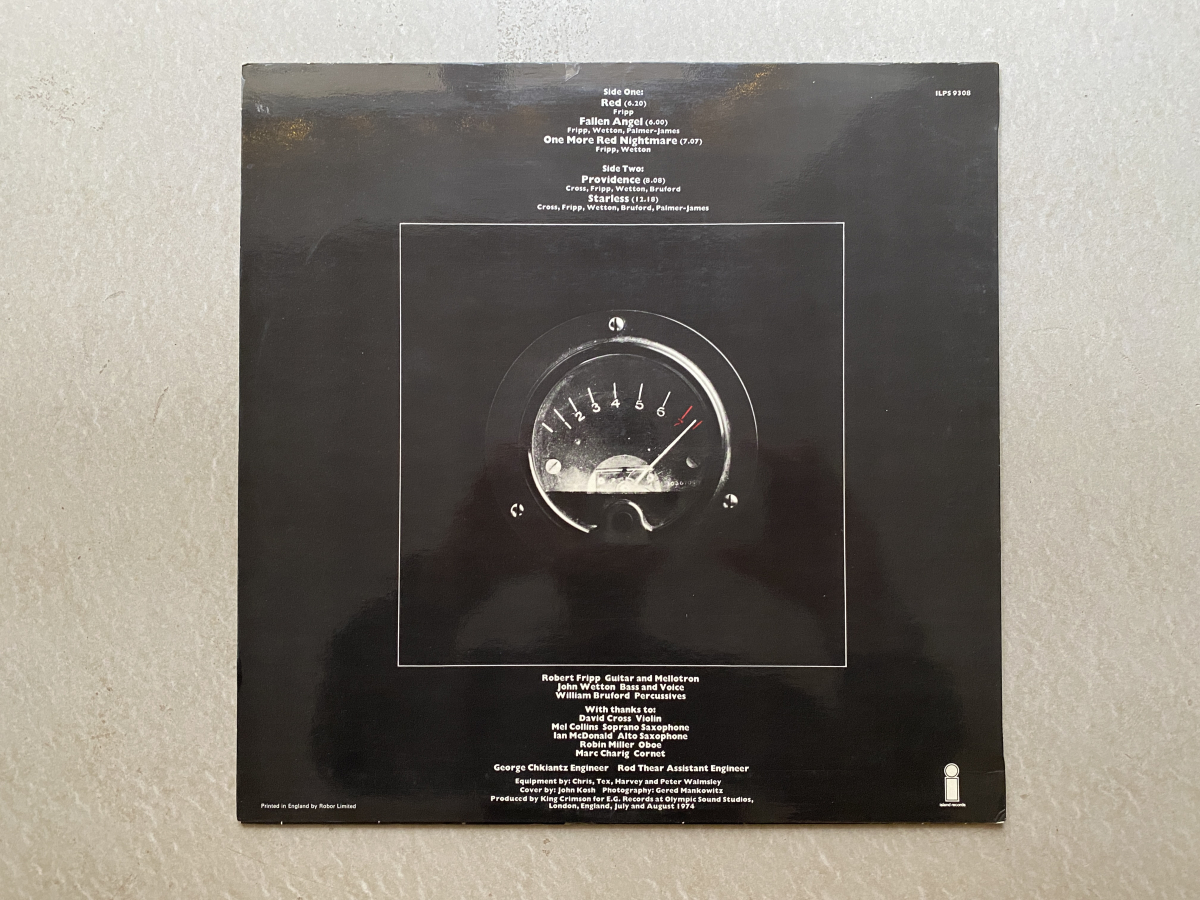 Side One:
ILPS 9308
Red (6.20)
Fripp
Fallen Angel (6.00)
Fripp, Wetton, Palmer-James
One More Red Nightmare (7.07)
Fripp, Wetton
Side Two:
Providence (8.08)
Cross, Fripp, Wetton, Bruford
Starless (12.18)
Cross, Fripp, Wetton, Bruford, Palmer-James
1 2 3 4 5 6 7
Robert Fripp Guitar and Mellotron
John Wetton Bass and Voice
William Bruford Percussives
With thanks to:
David Cross Violin
Mel Collins Soprano Saxophone
Ian McDonald Alto Saxophone
Robin Miller Oboe
Marc Charig Cornet
George Chkiantz Engineer Rod Thear Assistant Engineer
Equipment by: Chris, Tex, Harvey and Peter Walmsley
Cover by: John Kosh Photography: Gered Mankowitz
Produced by King Crimson for E.G. Records at Olympic Sound Studios,
London, England, July and August 1974
Printed in England by Robor Limited
island records